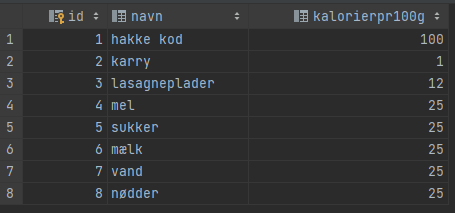 id navn kalorierpr100g
1 1 hakke kod 100
2 2 karry 1
3 3 lasagneplader 12
4 4 mel 25
5 5 sukker 25
6 6 mælk 25
7 7 vand 25
8 8 nødder 25